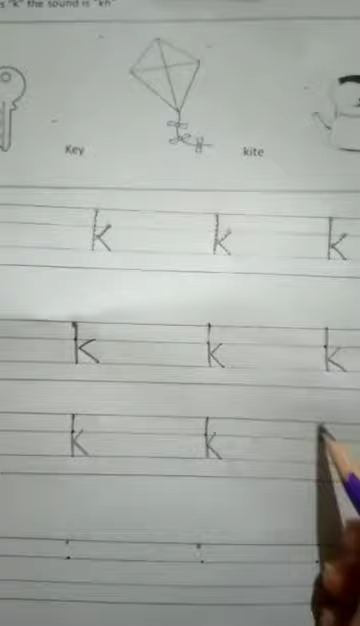 s "k" the sound is "kh"
Key kite
k k k
k k k
k k